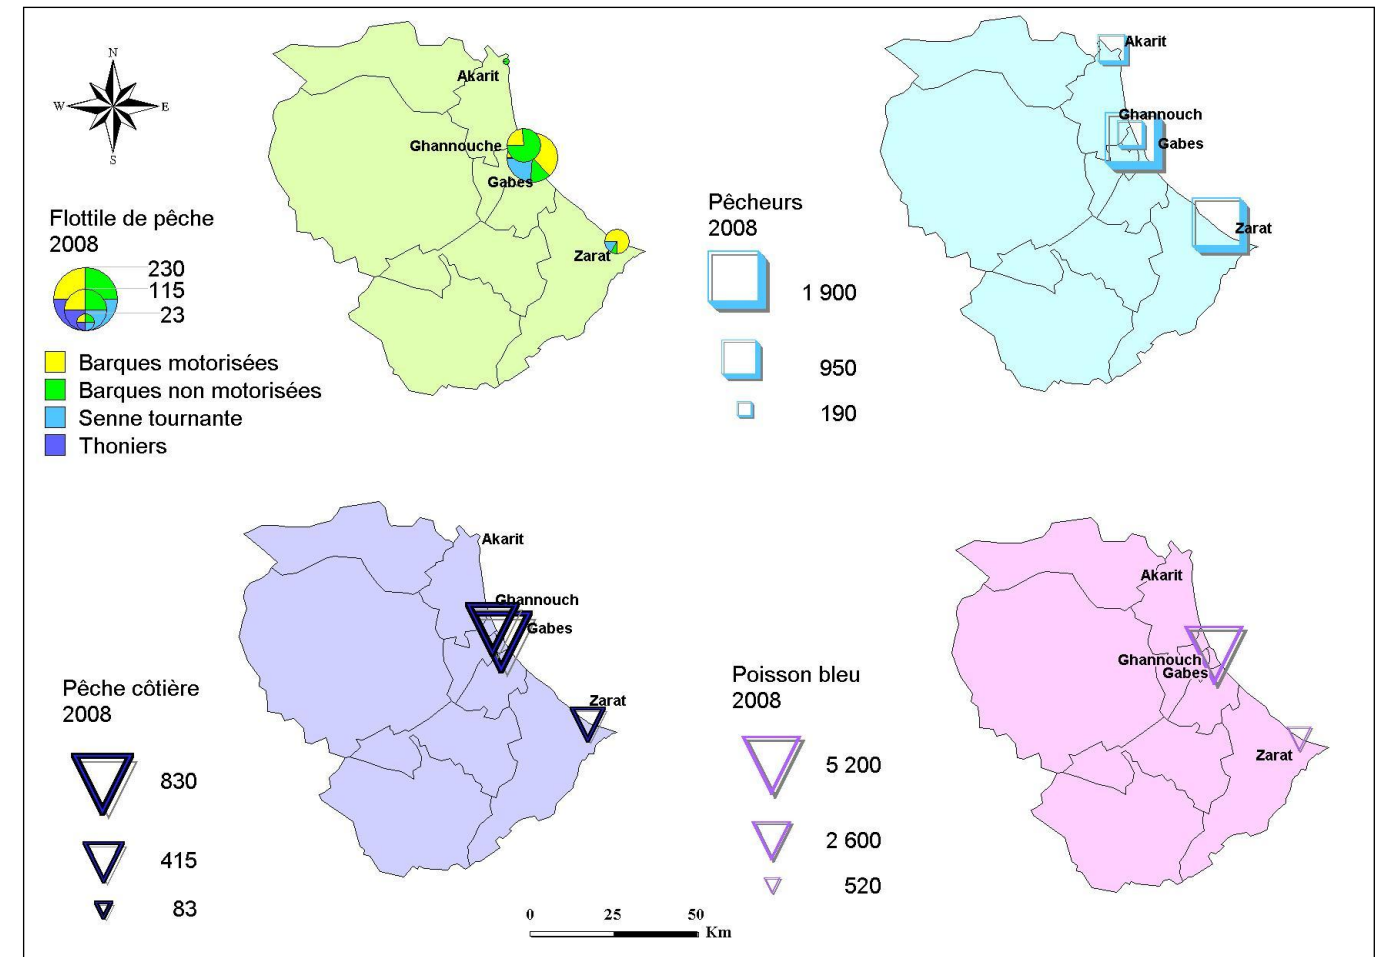 N
W
E
S
Akarit
Ghannouche
Gabes
Zarat
Flottile de pêche
2008
230
115
23
Barques motorisées
Barques non motorisées
Senne tournante
Thoniers
Akarit
Ghannouch
Gabes
Zarat
Pêcheurs
2008
1 900
950
190
Akarit
Ghannouch
Gabes
Zarat
Pêche côtière
2008
830
415
83
0 25 50
Km
Akarit
Ghannouch
Gabes
Zarat
Poisson bleu
2008
5 200
2 600
520